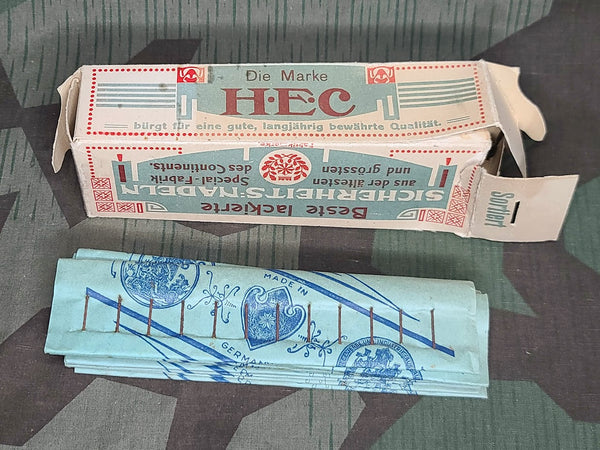 Die Marke
H·E·C
bürgt für eine gute, langjährig bewährte Qualität.
Beste lackierte
SICHERHEITS-NADELN
aus der ältesten
und grössten
Special-Fabrik
des Continents.
Sortiert
MADE IN
GERMANY